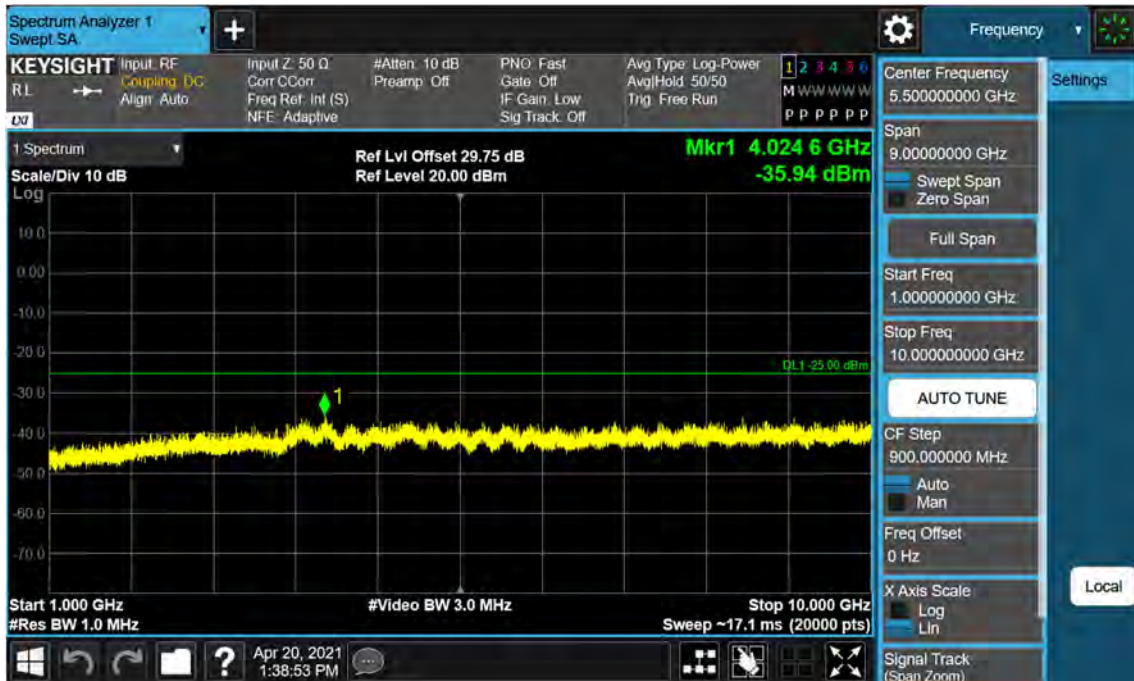 Spectrum Analyzer 1
Swept SA
+
Frequency
KEYSIGHT
RL
LXI
Input: RF
Coupling: DC
Align: Auto
Input Z: 50 Ω
Corr CCorr
Freq Ref: Int (S)
NFE: Adaptive
#Atten: 10 dB
Preamp: Off
PNO: Fast
Gate: Off
IF Gain: Low
Sig Track: Off
Avg Type: Log-Power
Avg|Hold: 50/50
Trig: Free Run
1 2 3 4 5 6
M W W W W W
P P P P P P
1 Spectrum
Scale/Div 10 dB
Ref Lvl Offset 29.75 dB
Ref Level 20.00 dBm
Mkr1 4.024 6 GHz
-35.94 dBm
Log
10.0
0.00
-10.0
-20.0
-30.0
-40.0
-50.0
-60.0
-70.0
DL1 -25.00 dBm
1
Start 1.000 GHz
#Res BW 1.0 MHz
#Video BW 3.0 MHz
Stop 10.000 GHz
Sweep ~17.1 ms (20000 pts)
Center Frequency
5.500000000 GHz
Span
9.00000000 GHz
Swept Span
Zero Span
Full Span
Start Freq
1.000000000 GHz
Stop Freq
10.000000000 GHz
AUTO TUNE
CF Step
900.000000 MHz
Auto
Man
Freq Offset
0 Hz
X Axis Scale
Log
Lin
Signal Track
(Span Zoom)
Settings
Local
?
Apr 20, 2021
1:38:53 PM